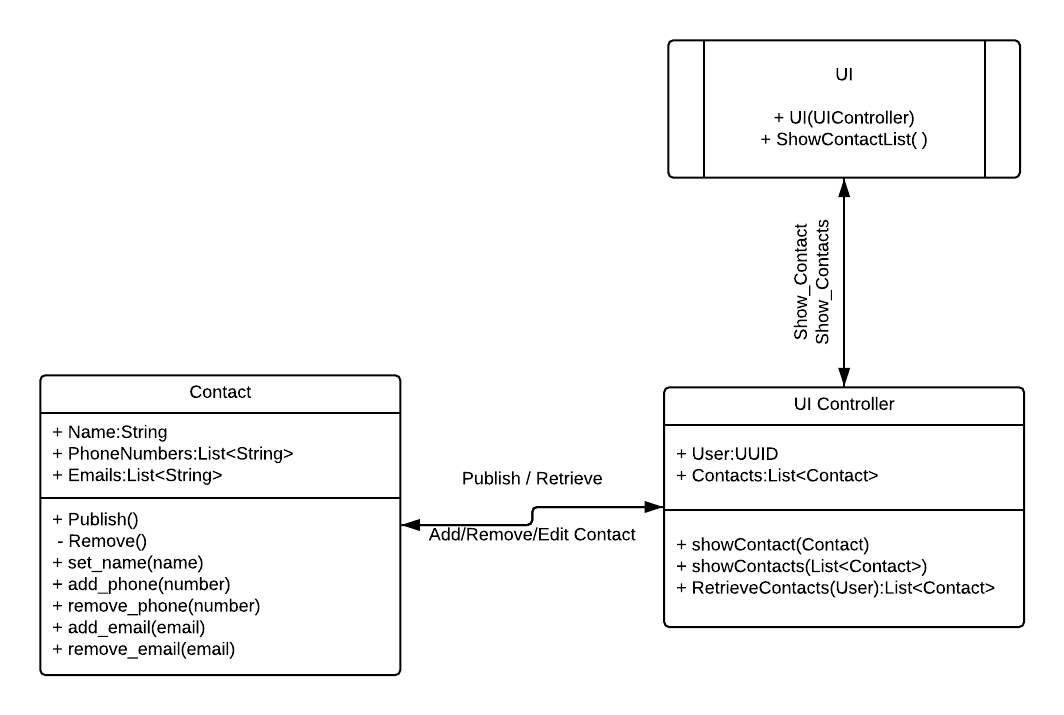 UI
+ UI(UIController)
+ ShowContactList( )
Show_Contact
Show_Contacts
Contact
+ Name:String
+ PhoneNumbers:List<String>
+ Emails:List<String>
+ Publish()
- Remove()
+ set_name(name)
+ add_phone(number)
+ remove_phone(number)
+ add_email(email)
+ remove_email(email)
Publish / Retrieve
Add/Remove/Edit Contact
UI Controller
+ User:UUID
+ Contacts:List<Contact>
+ showContact(Contact)
+ showContacts(List<Contact>)
+ RetrieveContacts(User):List<Contact>